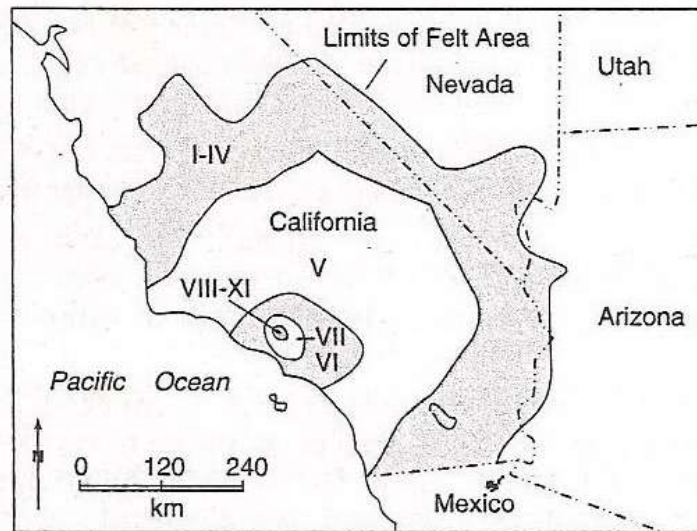 Limits of Felt Area
Nevada
Utah
I-IV
California
V
VIII-XI
VII
VI
Arizona
Pacific Ocean
N
0 120 240
km
Mexico